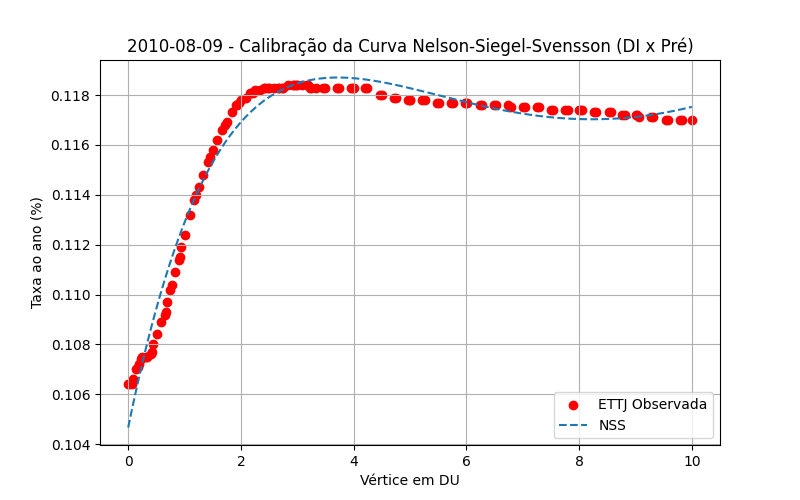 2010-08-09 - Calibração da Curva Nelson-Siegel-Svensson (DI x Pré)
Taxa ao ano (%)
0.118
0.116
0.114
0.112
0.110
0.108
0.106
0.104
ETTJ Observada
NSS
0 2 4 6 8 10
Vértice em DU